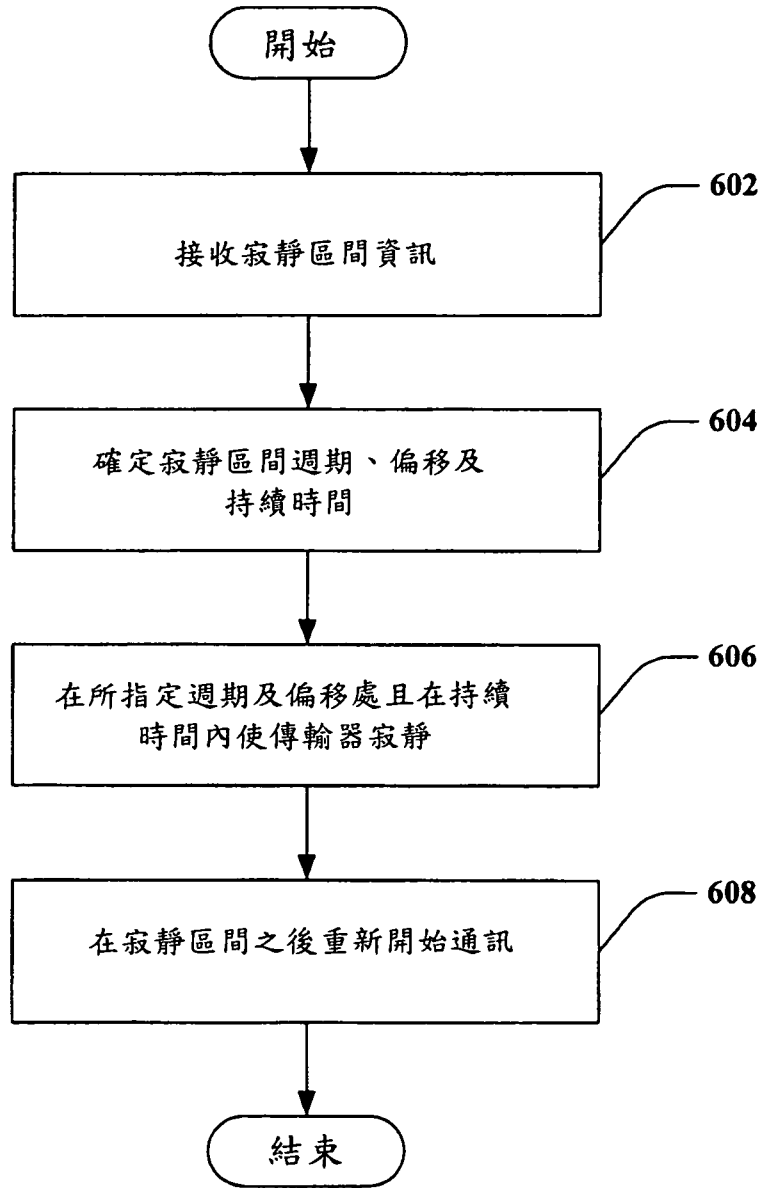 開始
602
接收寂靜區間資訊
604
確定寂靜區間週期、偏移及
持續時間
606
在所指定週期及偏移處且在持續
時間內使傳輸器寂靜
608
在寂靜區間之後重新開始通訊
結束